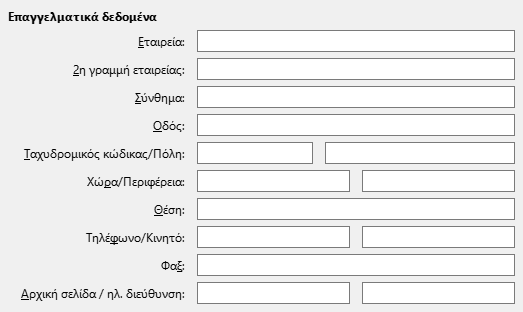 Επαγγελματικά δεδομένα
Εταιρεία:
2η γραμμή εταιρείας:
Σύνθημα:
Οδός:
Ταχυδρομικός κώδικας/Πόλη:
Χώρα/Περιφέρεια:
Θέση:
Τηλέφωνο/Κινητό:
Φαξ:
Αρχική σελίδα / ηλ. διεύθυνση: